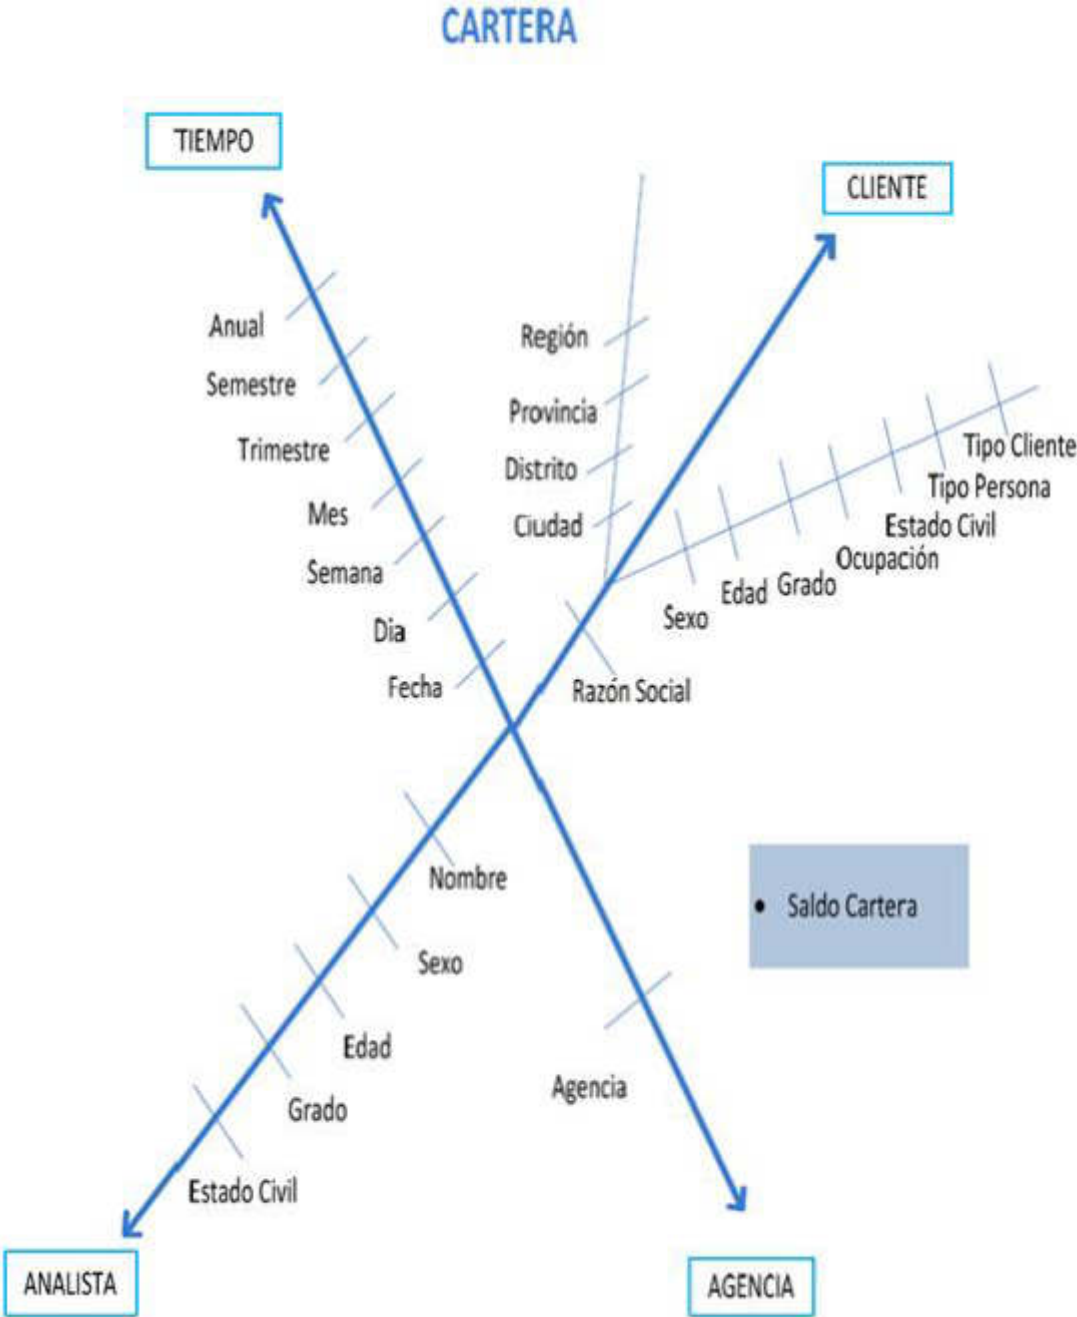 CARTERA
TIEMPO
CLIENTE
Anual
Semestre
Trimestre
Mes
Semana
Dia
Fecha
Región
Provincia
Distrito
Ciudad
Tipo Cliente
Tipo Persona
Estado Civil
Ocupación
Grado
Edad
Sexo
Razón Social
Nombre
Sexo
Edad
Grado
Estado Civil
• Saldo Cartera
Agencia
ANALISTA
AGENCIA